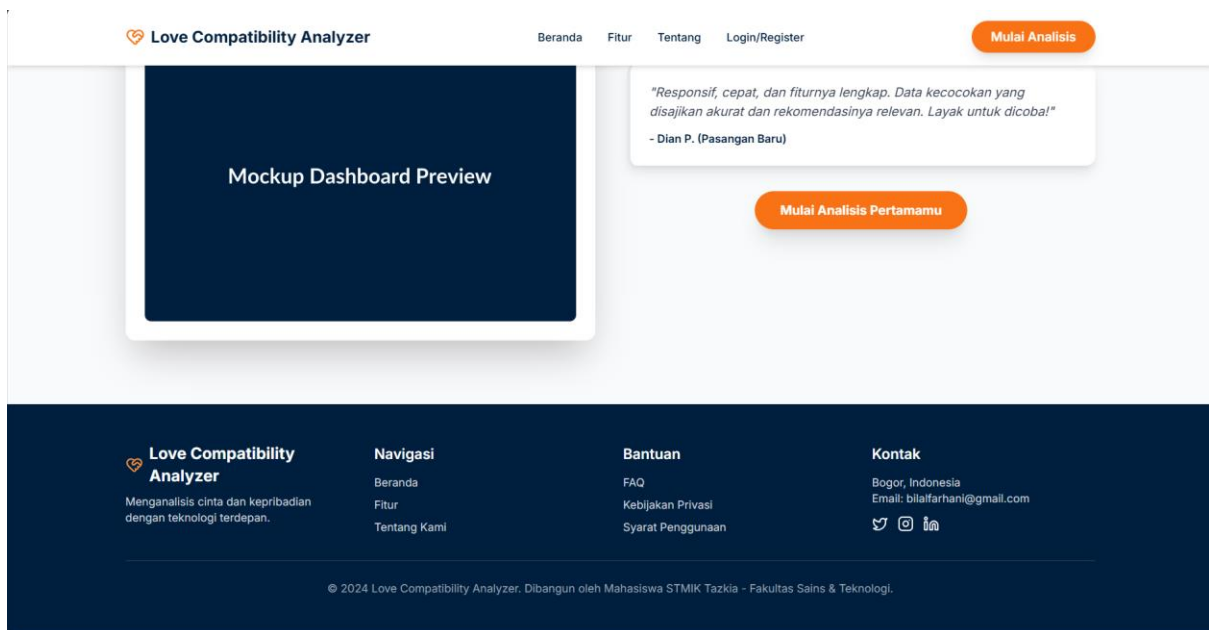 Love Compatibility Analyzer
Beranda
Fitur
Tentang
Login/Register
Mulai Analisis
Mockup Dashboard Preview
"Responsif, cepat, dan fiturnya lengkap. Data kecocokan yang
disajikan akurat dan rekomendasinya relevan. Layak untuk dicoba!"
- Dian P. (Pasangan Baru)
Mulai Analisis Pertamamu
Love Compatibility
Analyzer
Menganalisis cinta dan kepribadian
dengan teknologi terdepan.
Navigasi
Beranda
Fitur
Tentang Kami
Bantuan
FAQ
Kebijakan Privasi
Syarat Penggunaan
Kontak
Bogor, Indonesia
Email: bilalfarhani@gmail.com
© 2024 Love Compatibility Analyzer. Dibangun oleh Mahasiswa STMIK Tazkia - Fakultas Sains & Teknologi.